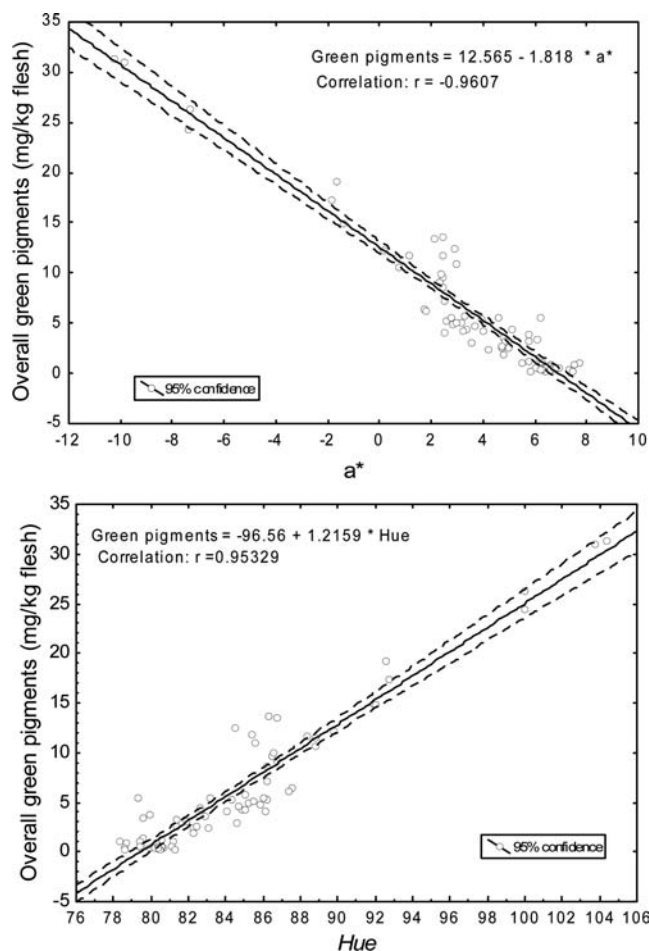 35
Green pigments = 12.565 - 1.818 * a*
Correlation: r = -0.9607
30
25
20
15
10
5
0
-5
Overall green pigments (mg/kg flesh)
95% confidence
-12 -10 -8 -6 -4 -2 0 2 4 6 8 10
a*
35
Green pigments = -96.56 + 1.2159 * Hue
Correlation: r =0.95329
30
25
20
15
10
5
0
-5
Overall green pigments (mg/kg flesh)
95% confidence
76 78 80 82 84 86 88 90 92 94 96 98 100 102 104 106
Hue